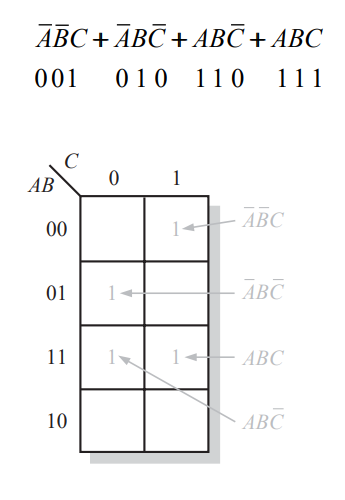 A̅B̅C + A̅BC̅ + ABC̅ + ABC
001 010 110 111
C
AB 0 1
00 1 A̅B̅C
01 1 A̅BC̅
11 1 1 ABC
10 ABC̅